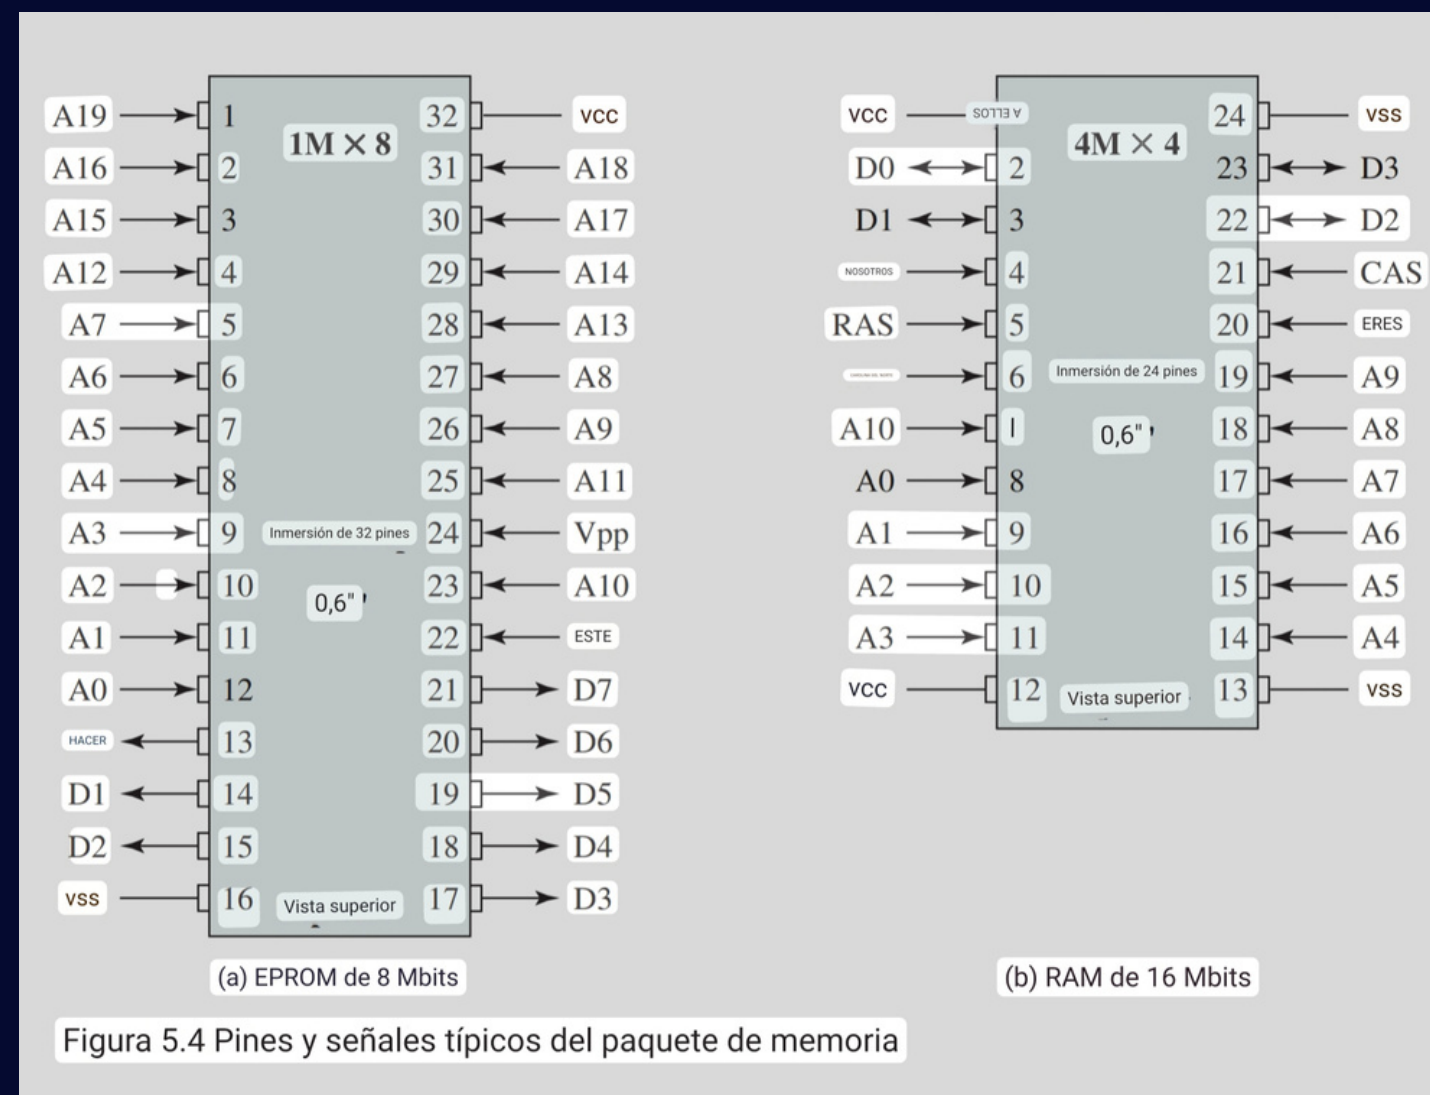 A19 1 1M × 8 32 VCC
A16 2 31 A18
A15 3 30 A17
A12 4 29 A14
A7 5 28 A13
A6 6 27 A8
A5 7 26 A9
A4 8 25 A11
A3 9 Inmersión de 32 pines 24 Vpp
A2 10 0,6" 23 A10
A1 11 22 ESTE
A0 12 21 D7
HACER 13 20 D6
D1 14 19 D5
D2 15 18 D4
VSS 16 Vista superior 17 D3
(a) EPROM de 8 Mbits
VCC A ELLOS 4M × 4 24 VSS
D0 2 23 D3
D1 3 22 D2
NOSOTROS 4 21 CAS
RAS 5 20 ERES
6 Inmersión de 24 pines 19 A9
A10 I 0,6" 18 A8
A0 8 17 A7
A1 9 16 A6
A2 10 15 A5
A3 11 14 A4
VCC 12 Vista superior 13 VSS
(b) RAM de 16 Mbits
Figura 5.4 Pines y señales típicos del paquete de memoria